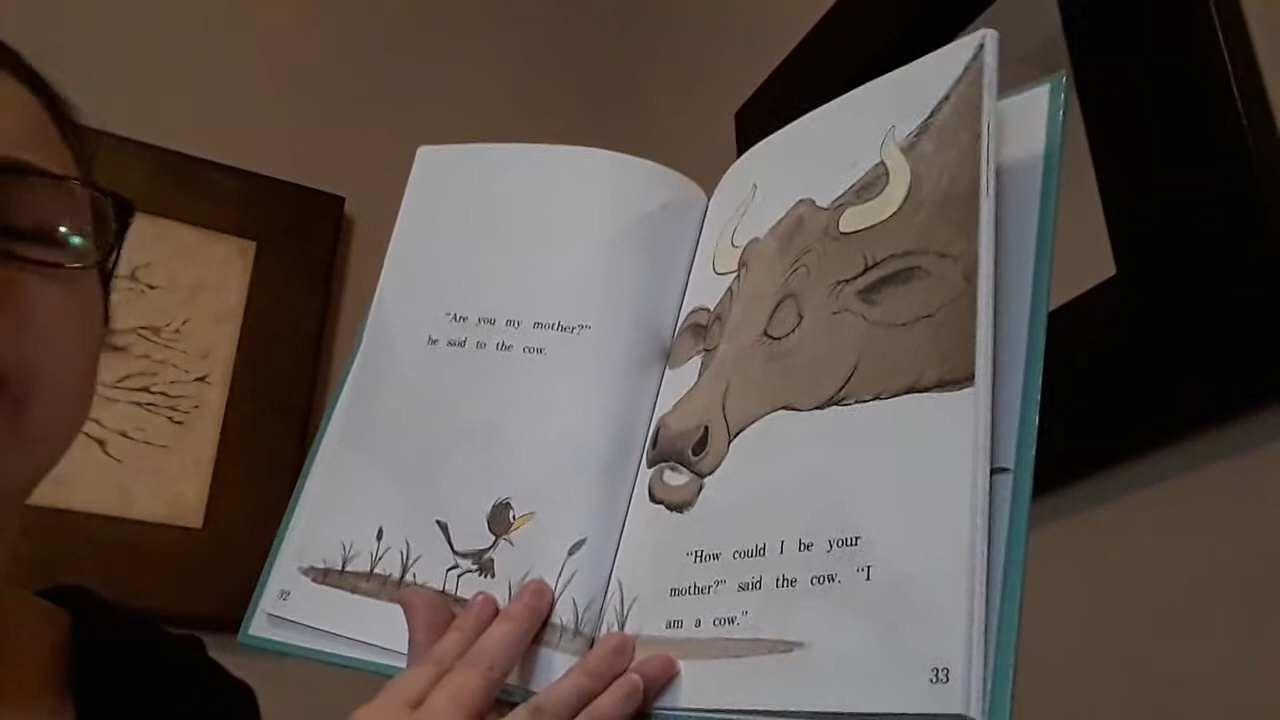 "Are you my mother?"
he said to the cow.
32
"How could I be your
mother?" said the cow. "I
am a cow."
33